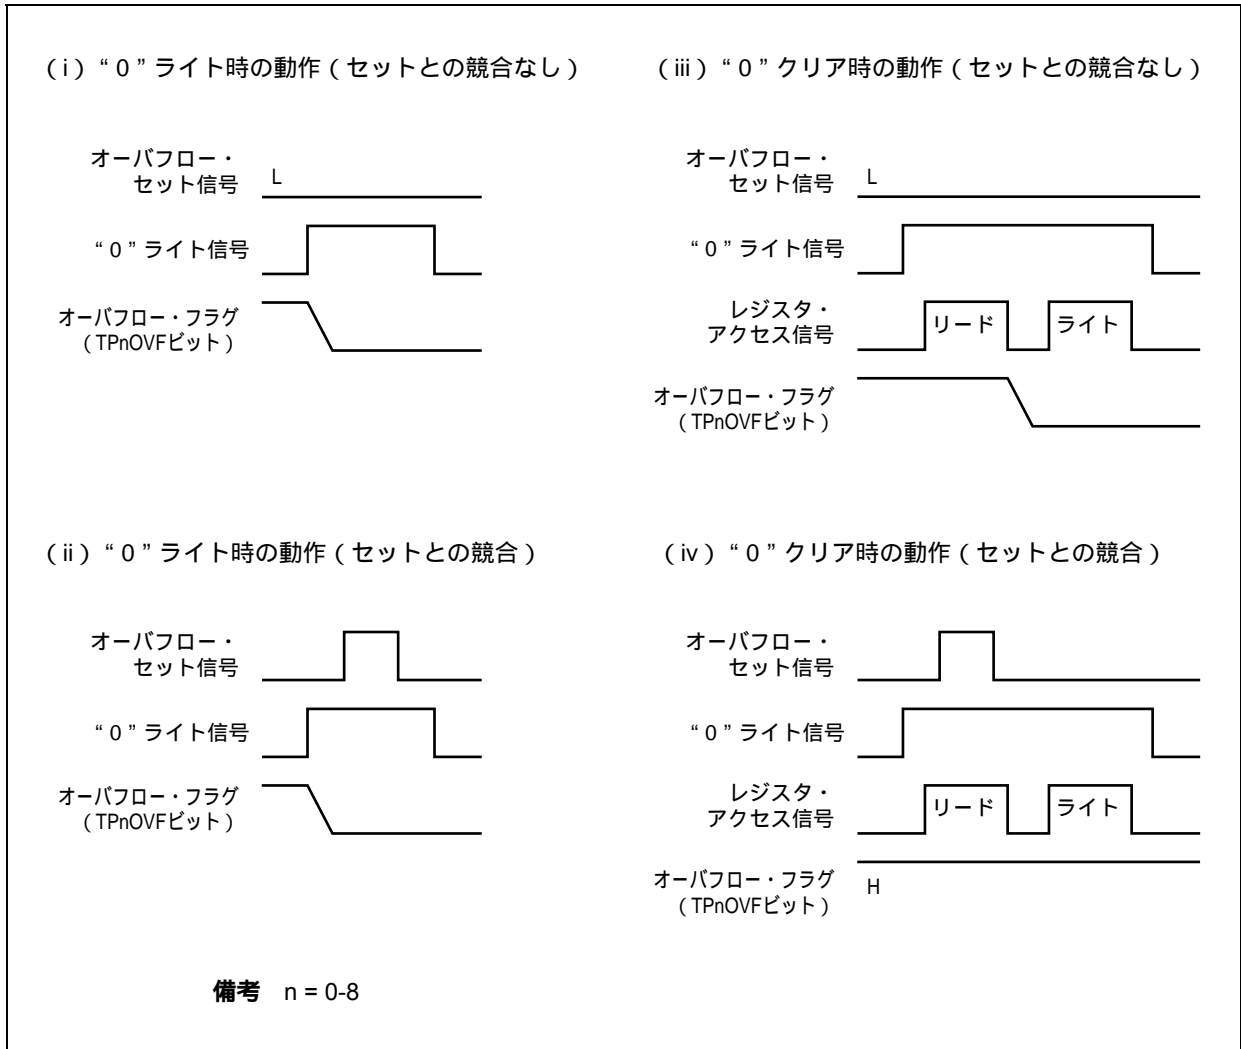 （i）“0”ライト時の動作（セットとの競合なし）
オーバフロー・
セット信号
L
“0”ライト信号
オーバフロー・フラグ
（TPnOVFビット）
（iii）“0”クリア時の動作（セットとの競合なし）
オーバフロー・
セット信号
L
“0”ライト信号
レジスタ・
アクセス信号
リード
ライト
オーバフロー・フラグ
（TPnOVFビット）
（ii）“0”ライト時の動作（セットとの競合）
オーバフロー・
セット信号
“0”ライト信号
オーバフロー・フラグ
（TPnOVFビット）
（iv）“0”クリア時の動作（セットとの競合）
オーバフロー・
セット信号
“0”ライト信号
レジスタ・
アクセス信号
リード
ライト
オーバフロー・フラグ
（TPnOVFビット）
H
備考 n = 0-8